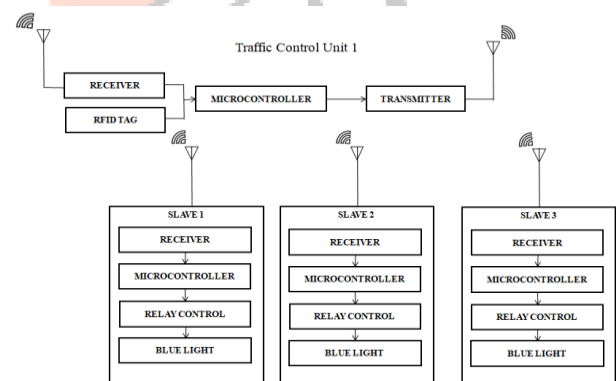 Traffic Control Unit 1
RECEIVER
RFID TAG
MICROCONTROLLER
TRANSMITTER
SLAVE 1
RECEIVER
MICROCONTROLLER
RELAY CONTROL
BLUE LIGHT
SLAVE 2
RECEIVER
MICROCONTROLLER
RELAY CONTROL
BLUE LIGHT
SLAVE 3
RECEIVER
MICROCONTROLLER
RELAY CONTROL
BLUE LIGHT